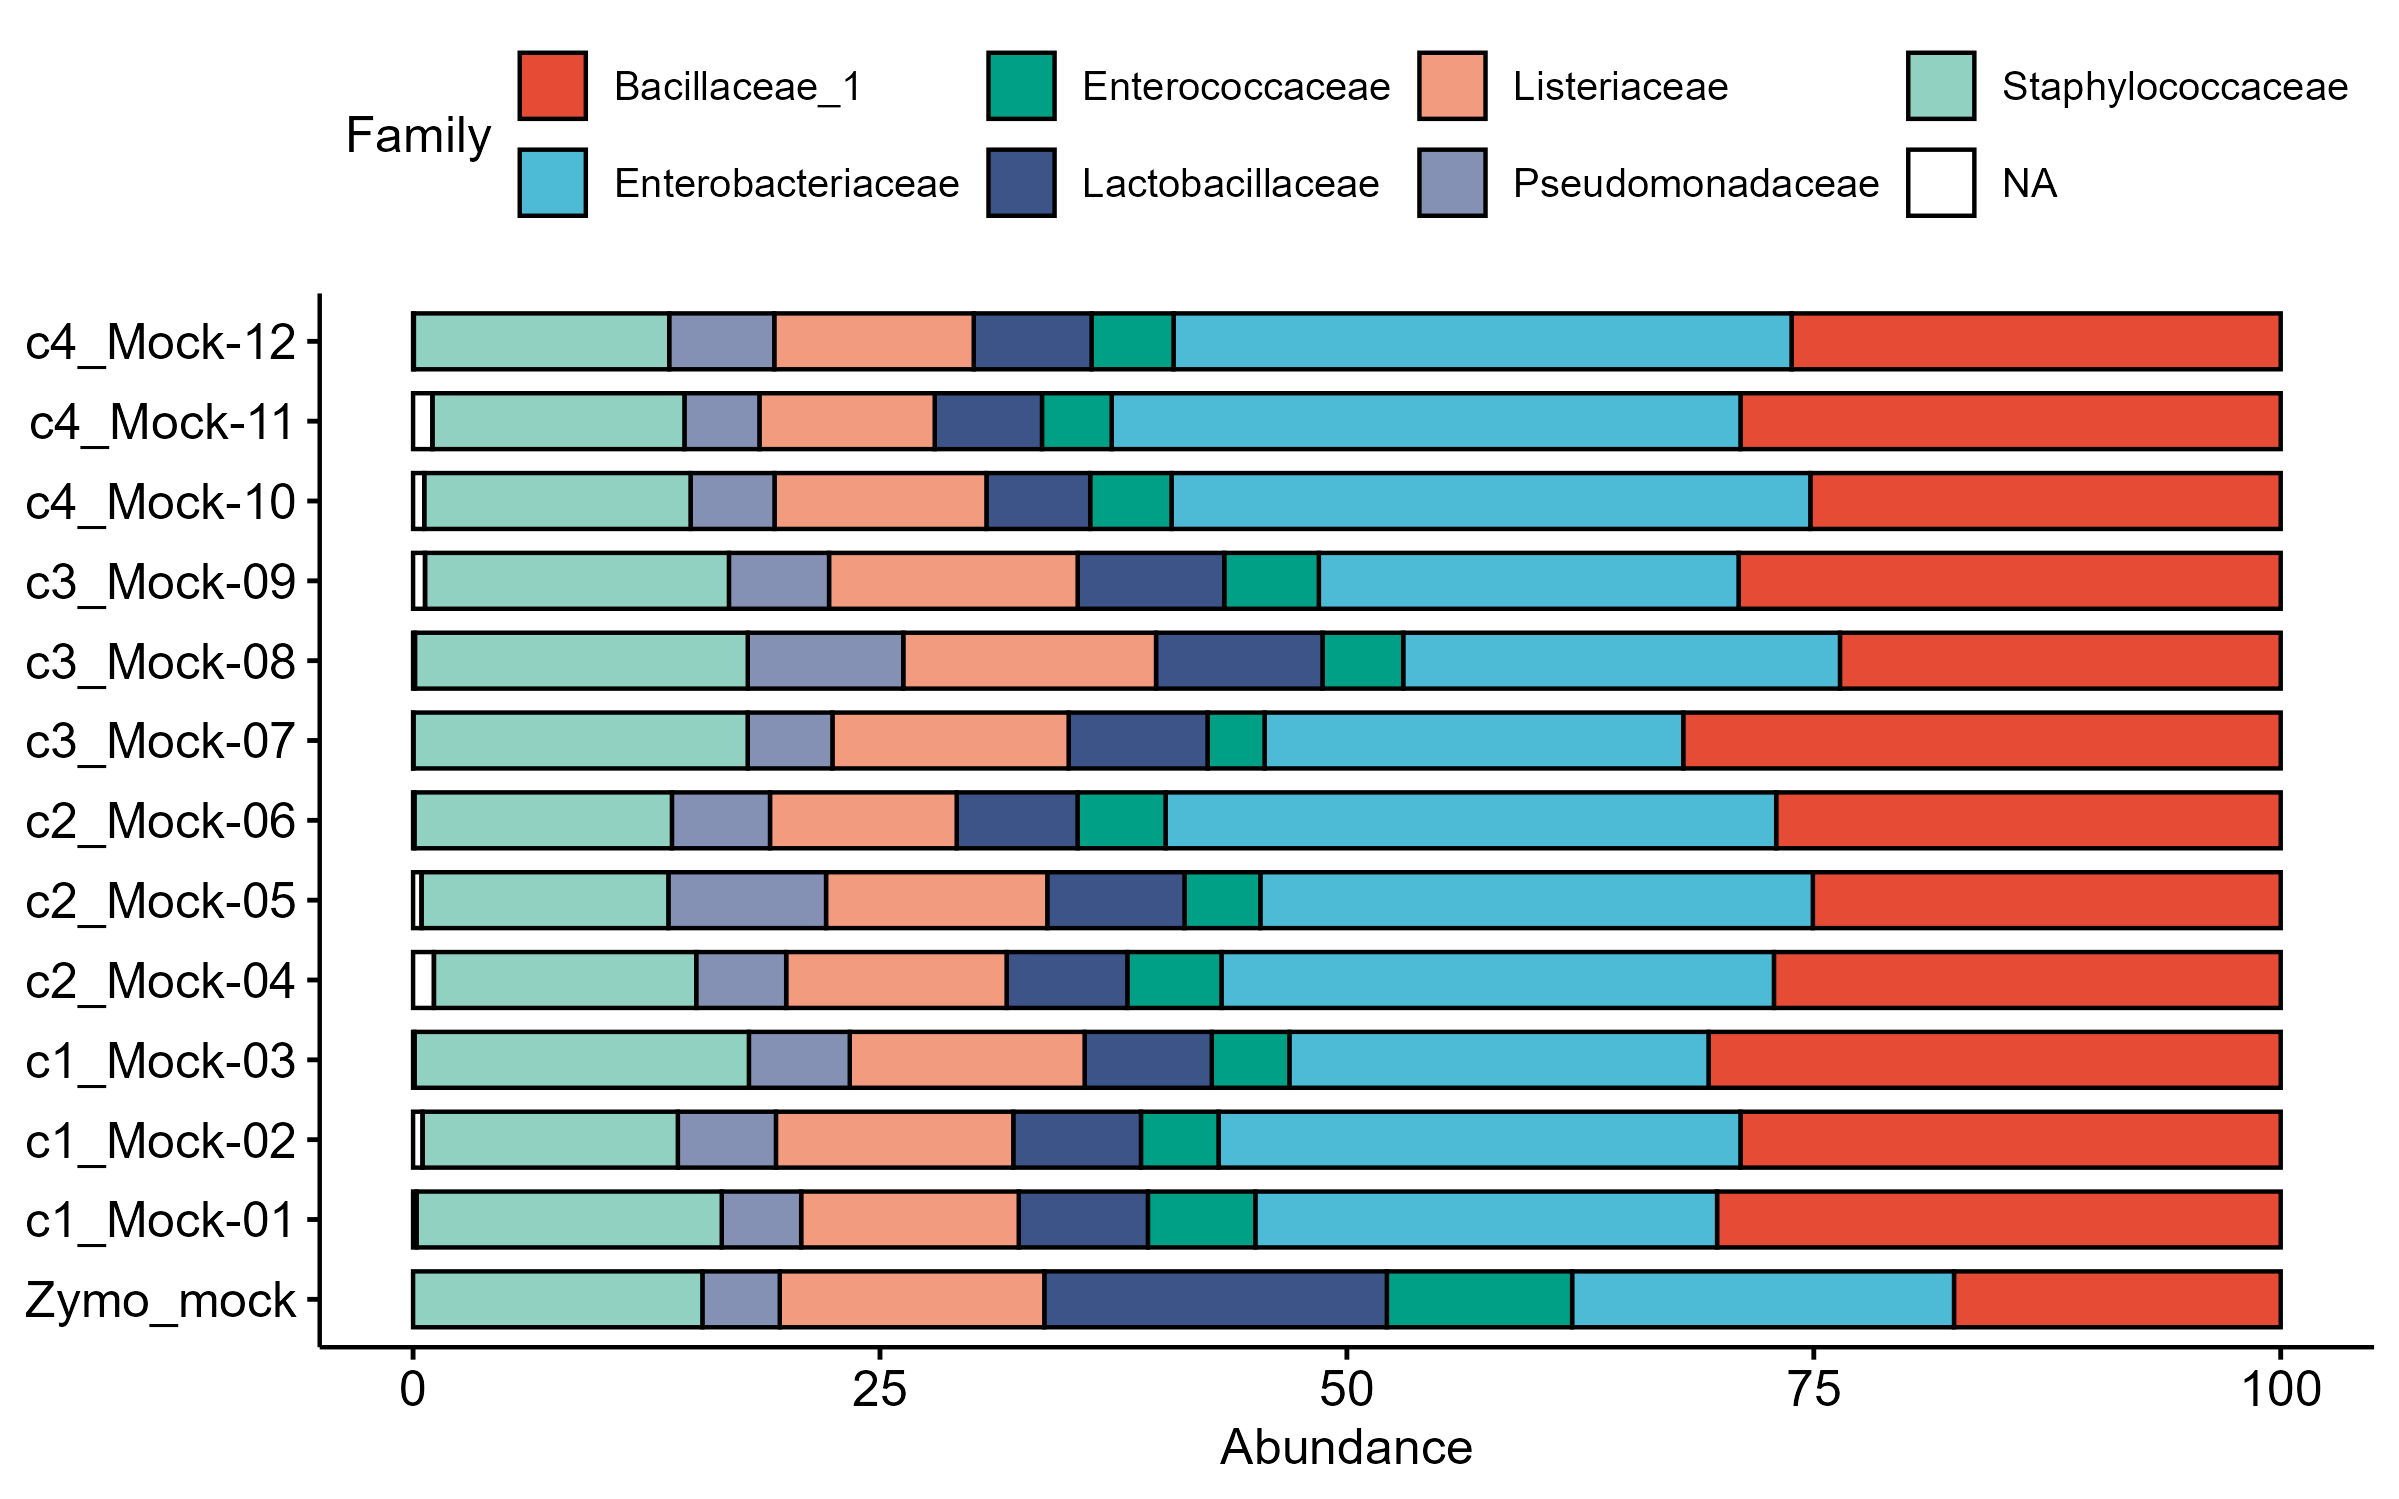 Family
Bacillaceae_1
Enterococcaceae
Listeriaceae
Staphylococcaceae
Enterobacteriaceae
Lactobacillaceae
Pseudomonadaceae
NA
c4_Mock-12
c4_Mock-11
c4_Mock-10
c3_Mock-09
c3_Mock-08
c3_Mock-07
c2_Mock-06
c2_Mock-05
c2_Mock-04
c1_Mock-03
c1_Mock-02
c1_Mock-01
Zymo_mock
0 25 50 75 100
Abundance